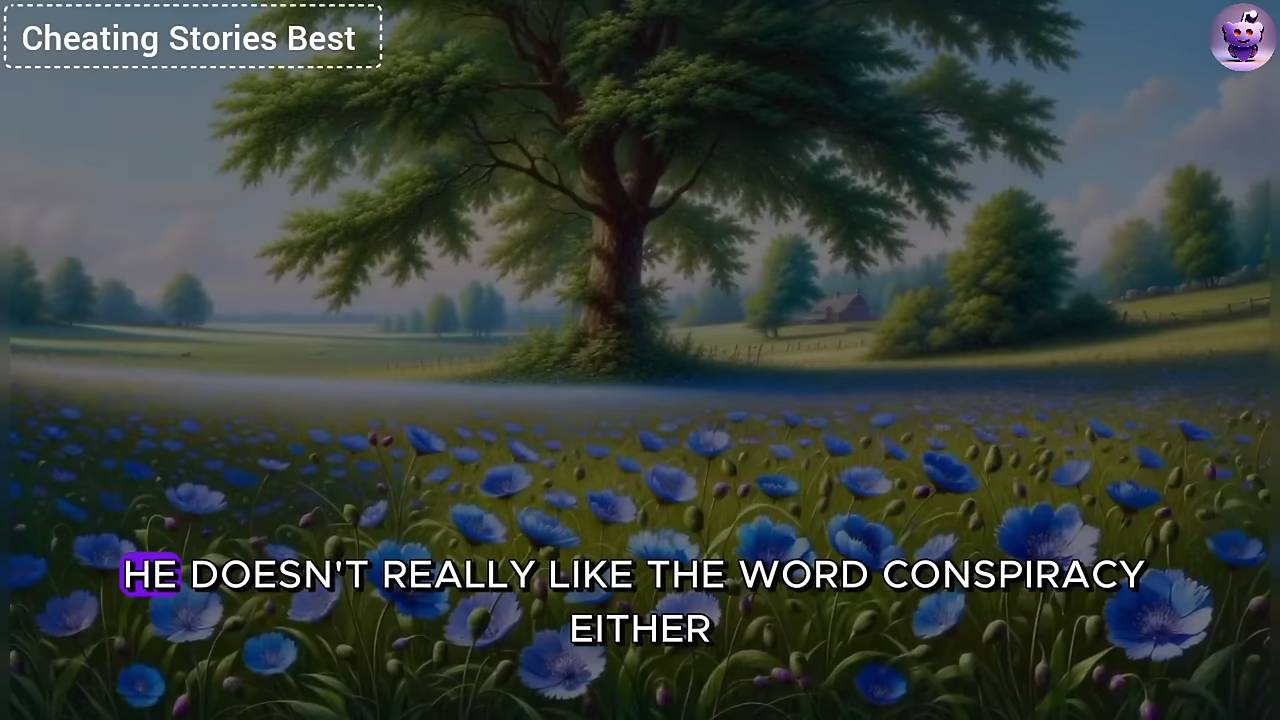 Cheating Stories Best
HE DOESN'T REALLY LIKE THE WORD CONSPIRACY
EITHER